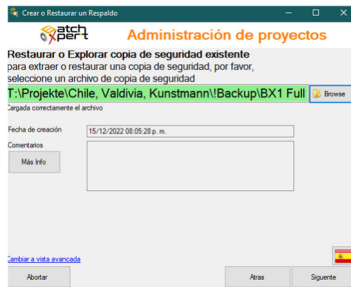 Crear o Restaurar un Respaldo
atch
xpert
Administración de proyectos
Restaurar o Explorar copia de seguridad existente
para extraer o restaurar una copia de seguridad, por favor,
seleccione un archivo de copia de seguridad
T:\Projekte\Chile, Valdivia, Kunstmann\!Backup\BX1 Full
Browse
Cargada correctamente el archivo
Fecha de creación
15/12/2022 08:05:28 p. m.
Comentarios
Más Info
Cambiar a vista avanzada
Abortar
Atras
Siguente